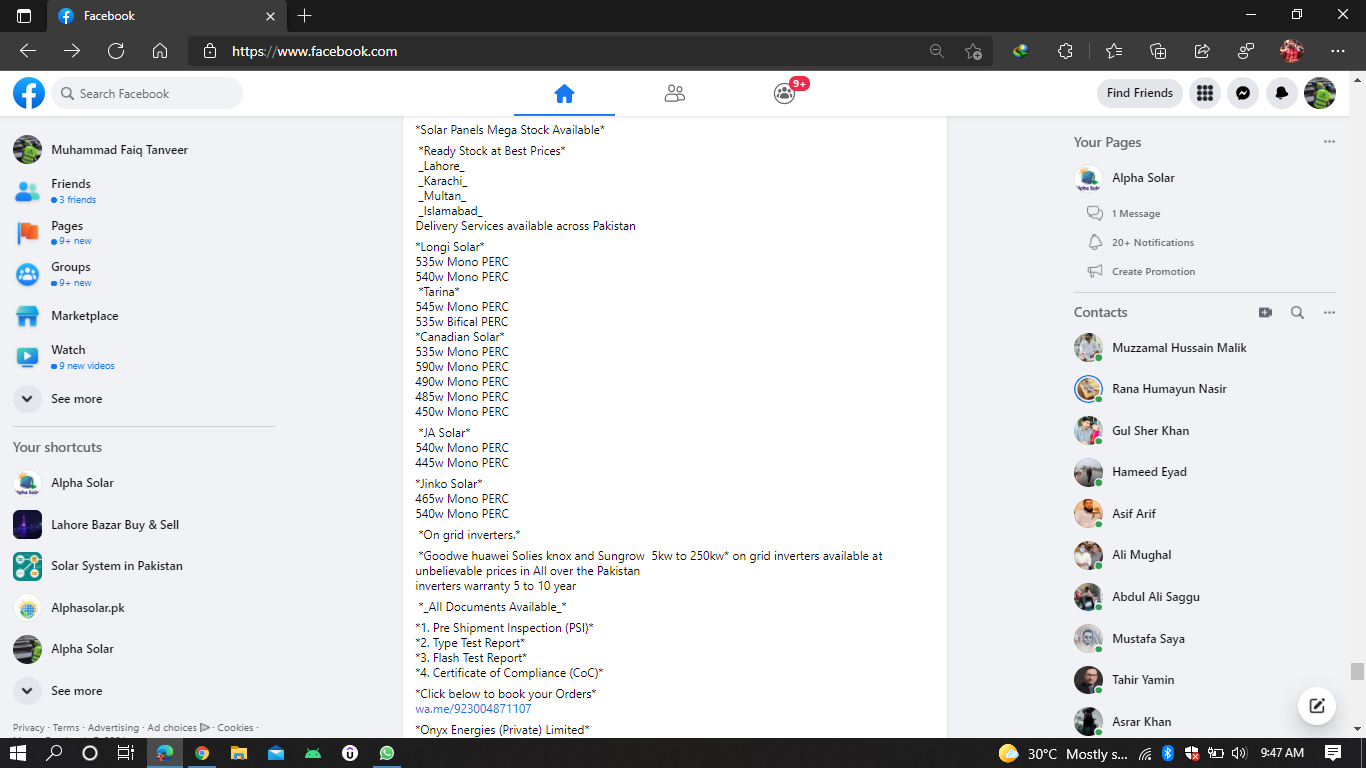 Facebook
https://www.facebook.com
Search Facebook
9+
Find Friends
Muhammad Faiq Tanveer
Friends
3 friends
Pages
9+ new
Groups
9+ new
Marketplace
Watch
9 new videos
See more
Your shortcuts
Alpha Solar
Lahore Bazar Buy & Sell
Solar System in Pakistan
Alphasolar.pk
Alpha Solar
See more
Privacy · Terms · Advertising · Ad choices · Cookies ·
*Solar Panels Mega Stock Available*
*Ready Stock at Best Prices*
_Lahore_
_Karachi_
_Multan_
_Islamabad_
Delivery Services available across Pakistan
*Longi Solar*
535w Mono PERC
540w Mono PERC
*Tarina*
545w Mono PERC
535w Bifical PERC
*Canadian Solar*
535w Mono PERC
590w Mono PERC
490w Mono PERC
485w Mono PERC
450w Mono PERC
*JA Solar*
540w Mono PERC
445w Mono PERC
*Jinko Solar*
465w Mono PERC
540w Mono PERC
*On grid inverters.*
*Goodwe huawei Solies knox and Sungrow 5kw to 250kw* on grid inverters available at
unbelievable prices in All over the Pakistan
inverters warranty 5 to 10 year
*_All Documents Available_*
*1. Pre Shipment Inspection (PSI)*
*2. Type Test Report*
*3. Flash Test Report*
*4. Certificate of Compliance (CoC)*
*Click below to book your Orders*
wa.me/923004871107
*Onyx Energies (Private) Limited*
Your Pages
Alpha Solar
1 Message
20+ Notifications
Create Promotion
Contacts
Muzzamal Hussain Malik
Rana Humayun Nasir
Gul Sher Khan
Hameed Eyad
Asif Arif
Ali Mughal
Abdul Ali Saggu
Mustafa Saya
Tahir Yamin
Asrar Khan
30°C Mostly s...
9:47 AM